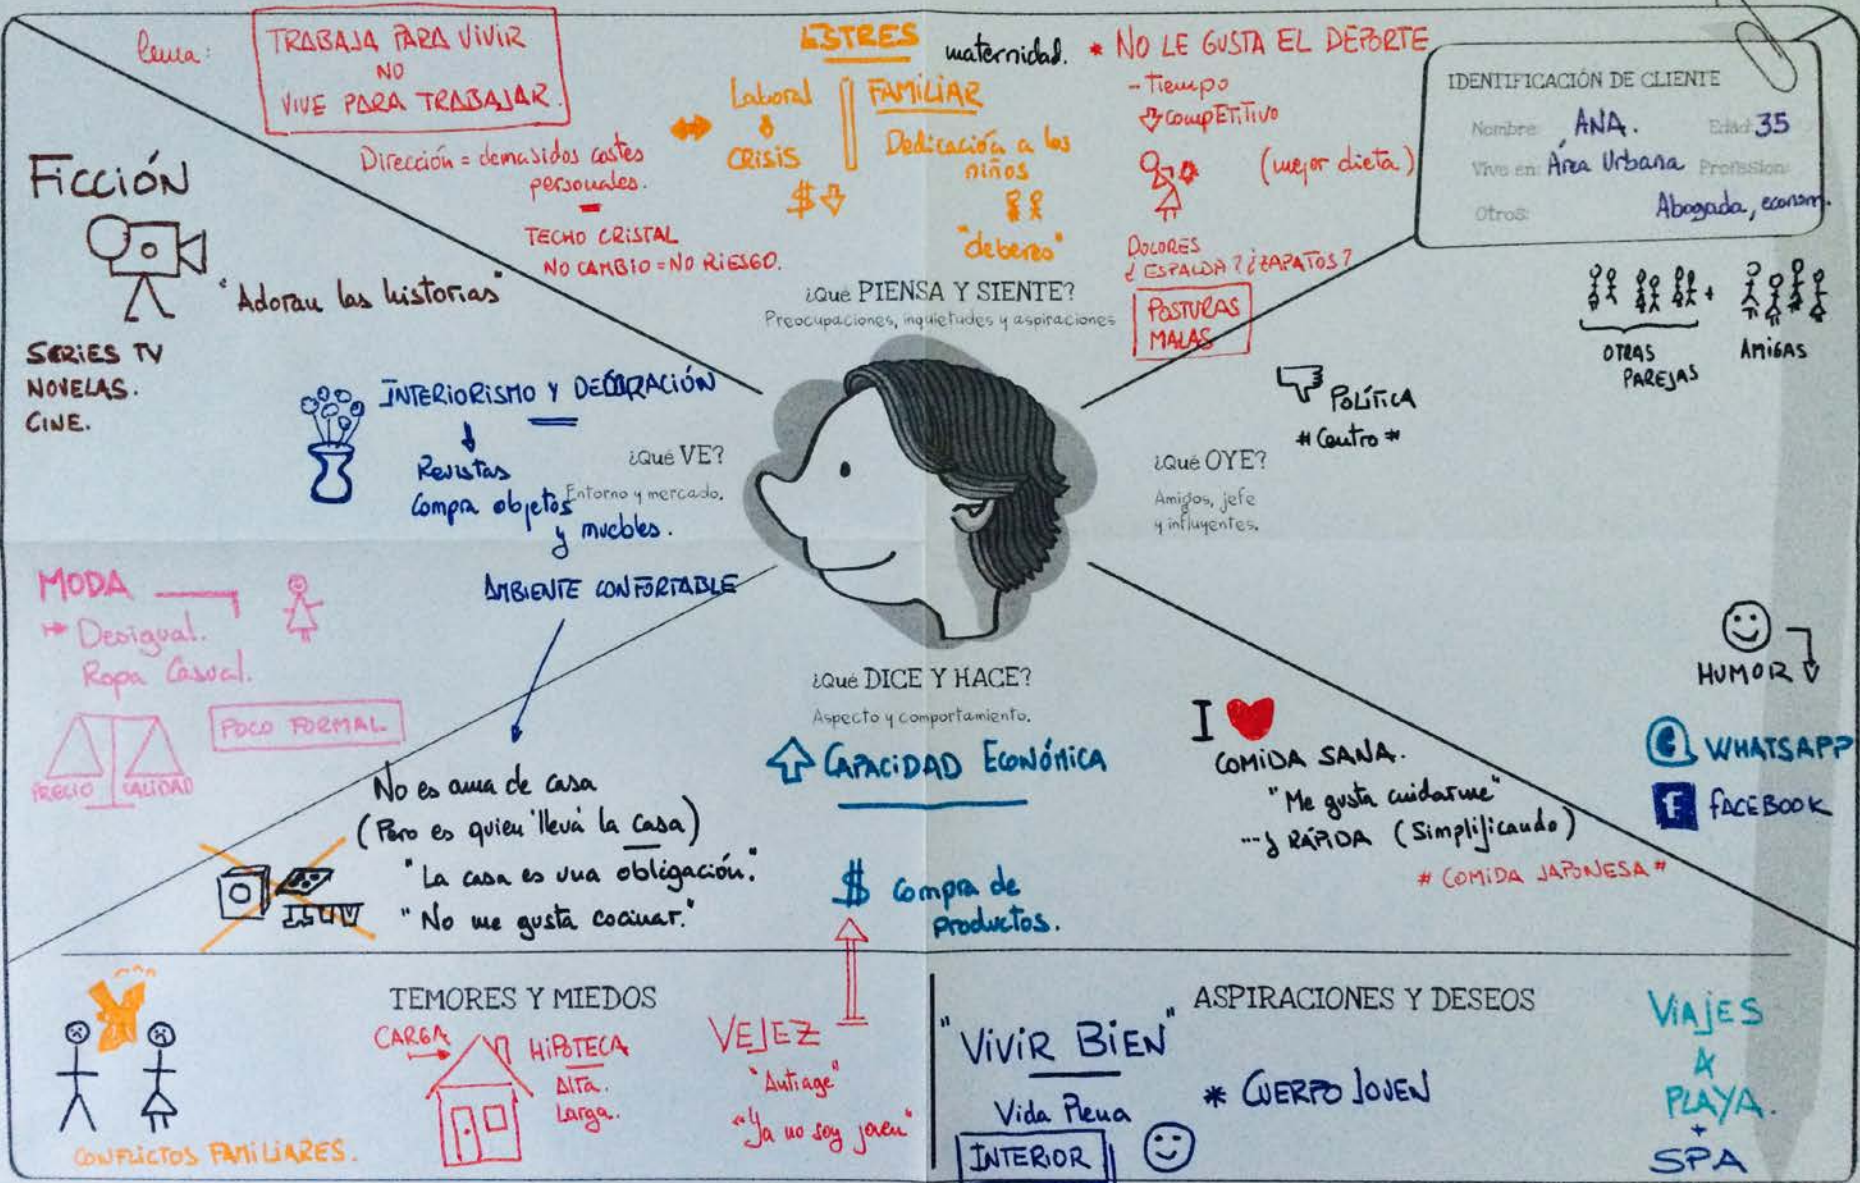 lema:
TRABAJA PARA VIVIR
NO
VIVE PARA TRABAJAR.
Dirección = demasidos costes
personales.
TECHO CRISTAL
NO CAMBIO = NO RIESGO.
ESTRES
Laboral
CRISIS
$
FAMILIAR
Dedicación a los
niños
"deberes"
maternidad.
* NO LE GUSTA EL DEPORTE
- Tiempo
COMPETITIVO
(mejor dieta)
DOLORES
¿ESPALDA? ¿ZAPATOS?
POSTURAS
MALAS
IDENTIFICACIÓN DE CLIENTE
Nombre: ANA. Edad: 35
Vive en: Área Urbana Profession:
Otros: Abogada, econom.
¿Qué PIENSA Y SIENTE?
Preocupaciones, inquietudes y aspiraciones
FICCIÓN
"Adoran las historias"
SERIES TV
NOVELAS.
CINE.
INTERIORISMO Y DECORACIÓN
Revistas
Compra objetos
y muebles.
AMBIENTE CONFORTABLE
¿Qué VE?
Entorno y mercado.
MODA
Desigual.
Ropa Casual.
POCO FORMAL
PRECIO CALIDAD
¿Qué OYE?
Amigos, jefe
y influyentes.
POLÍTICA
# Centro #
OTRAS
PAREJAS
+
AMIGAS
HUMOR
WHATSAPP
f FACEBOOK
¿Qué DICE Y HACE?
Aspecto y comportamiento.
CAPACIDAD ECONÓMICA
$ Compra de
productos.
No es ama de casa
(Pero es quien 'lleva la casa)
"La casa es una obligación."
"No me gusta cocinar."
I
COMIDA SANA.
"Me gusta cuidarme"
RÁPIDA (Simplificando)
# COMIDA JAPONESA #
TEMORES Y MIEDOS
CONFLICTOS FAMILIARES.
CARGA
HIPOTECA
Alta.
Larga.
VEJEZ
"Antiage"
"Ya no soy joven"
ASPIRACIONES Y DESEOS
"VIVIR BIEN"
Vida Plena
INTERIOR
* CUERPO JOVEN
VIAJES
A
PLAYA.
+
SPA